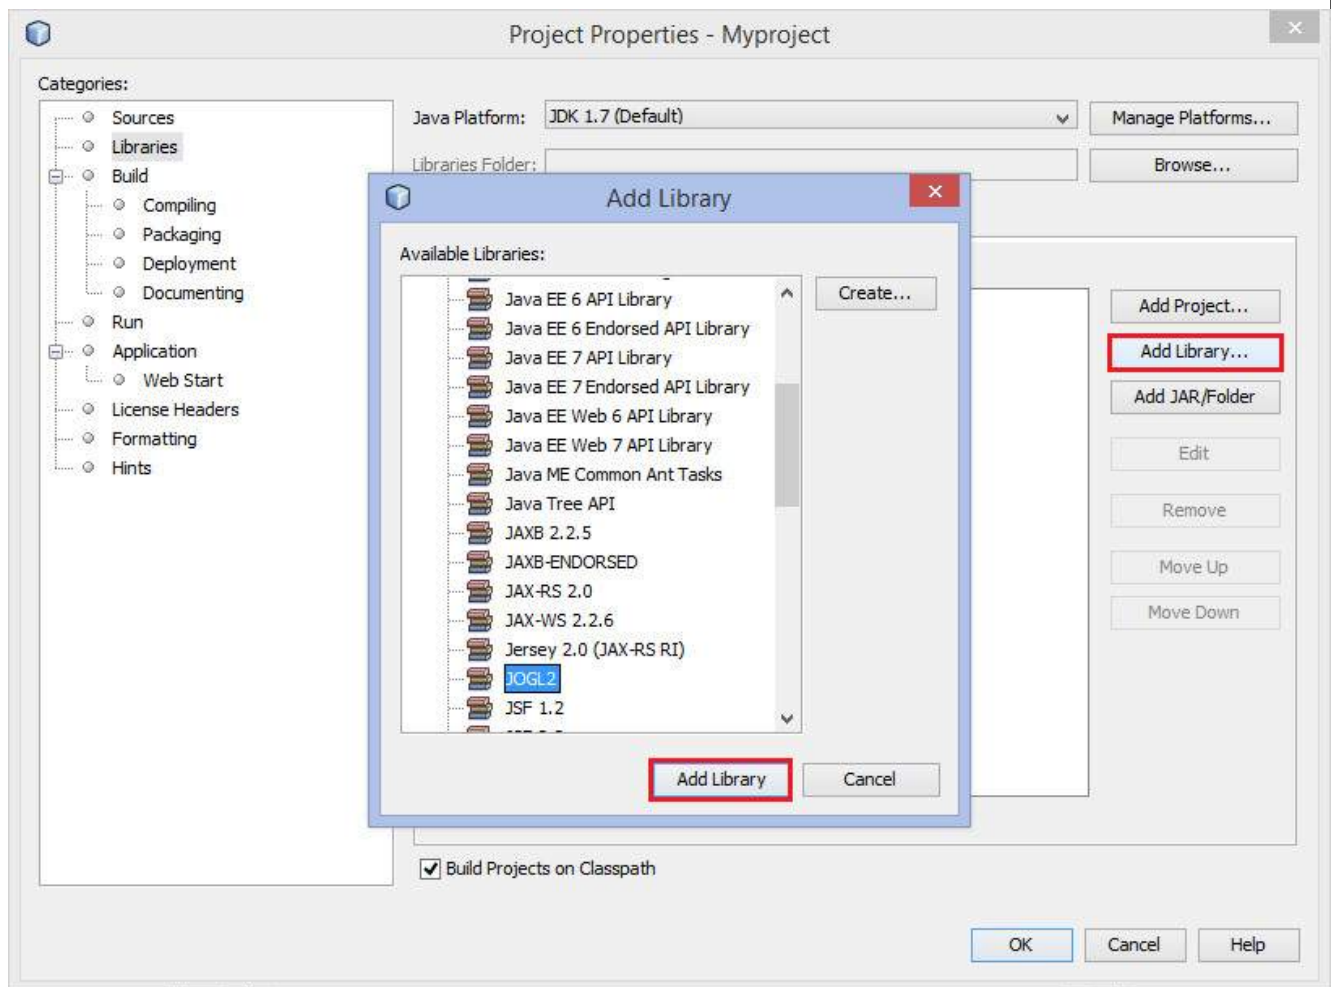 Project Properties - Myproject
Categories:
Sources
Libraries
Build
Compiling
Packaging
Deployment
Documenting
Run
Application
Web Start
License Headers
Formatting
Hints
Java Platform: JDK 1.7 (Default) Manage Platforms...
Libraries Folder: Browse...
Add Library
Available Libraries:
Java EE 6 API Library
Java EE 6 Endorsed API Library
Java EE 7 API Library
Java EE 7 Endorsed API Library
Java EE Web 6 API Library
Java EE Web 7 API Library
Java ME Common Ant Tasks
Java Tree API
JAXB 2.2.5
JAXB-ENDORSED
JAX-RS 2.0
JAX-WS 2.2.6
Jersey 2.0 (JAX-RS RI)
JOGL2
JSF 1.2
Create...
Add Library Cancel
Add Project...
Add Library...
Add JAR/Folder
Edit
Remove
Move Up
Move Down
Build Projects on Classpath
OK Cancel Help